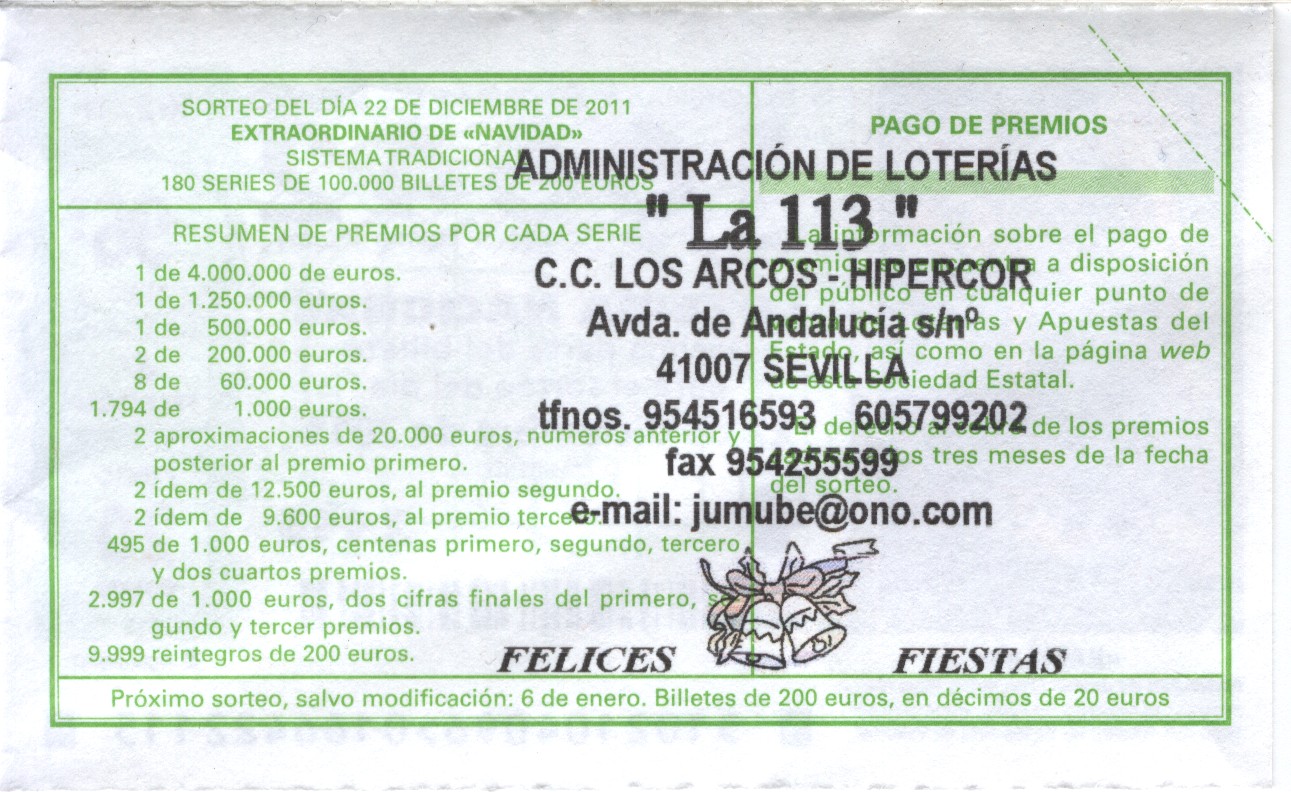 SORTEO DEL DÍA 22 DE DICIEMBRE DE 2011
EXTRAORDINARIO DE «NAVIDAD»
SISTEMA TRADICIONAL
180 SERIES DE 100.000 BILLETES DE 200 EUROS
RESUMEN DE PREMIOS POR CADA SERIE
1 de 4.000.000 de euros.
1 de 1.250.000 euros.
1 de 500.000 euros.
2 de 200.000 euros.
8 de 60.000 euros.
1.794 de 1.000 euros.
2 aproximaciones de 20.000 euros, números anterior y
posterior al premio primero.
2 ídem de 12.500 euros, al premio segundo.
2 ídem de 9.600 euros, al premio tercero.
495 de 1.000 euros, centenas primero, segundo, tercero
y dos cuartos premios.
2.997 de 1.000 euros, dos cifras finales del primero, se-
gundo y tercer premios.
9.999 reintegros de 200 euros.
PAGO DE PREMIOS
La información sobre el pago de
premios se encuentra a disposición
del público en cualquier punto de
venta de Loterías y Apuestas del
Estado, así como en la página web
de esta Sociedad Estatal.
El derecho al cobro de los premios
caduca a los tres meses de la fecha
del sorteo.
ADMINISTRACIÓN DE LOTERÍAS
" La 113 "
C.C. LOS ARCOS - HIPERCOR
Avda. de Andalucía s/nº
41007 SEVILLA
tfnos. 954516593 605799202
fax 954255599
e-mail: jumube@ono.com
FELICES FIESTAS
Próximo sorteo, salvo modificación: 6 de enero. Billetes de 200 euros, en décimos de 20 euros